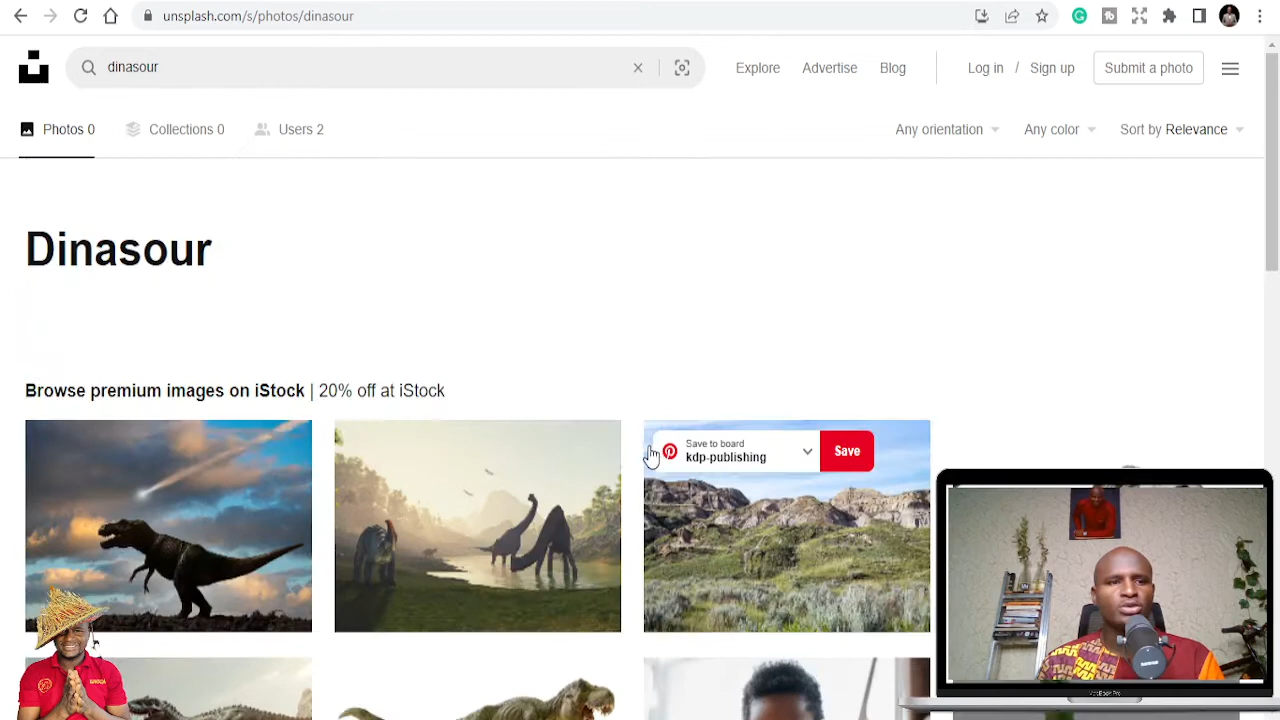 unsplash.com/s/photos/dinasour
dinasour
Explore
Advertise
Blog
Log in / Sign up
Submit a photo
Photos 0
Collections 0
Users 2
Any orientation
Any color
Sort by Relevance
Dinasour
Browse premium images on iStock | 20% off at iStock
Save to board
kdp-publishing
Save
MacBook Pro